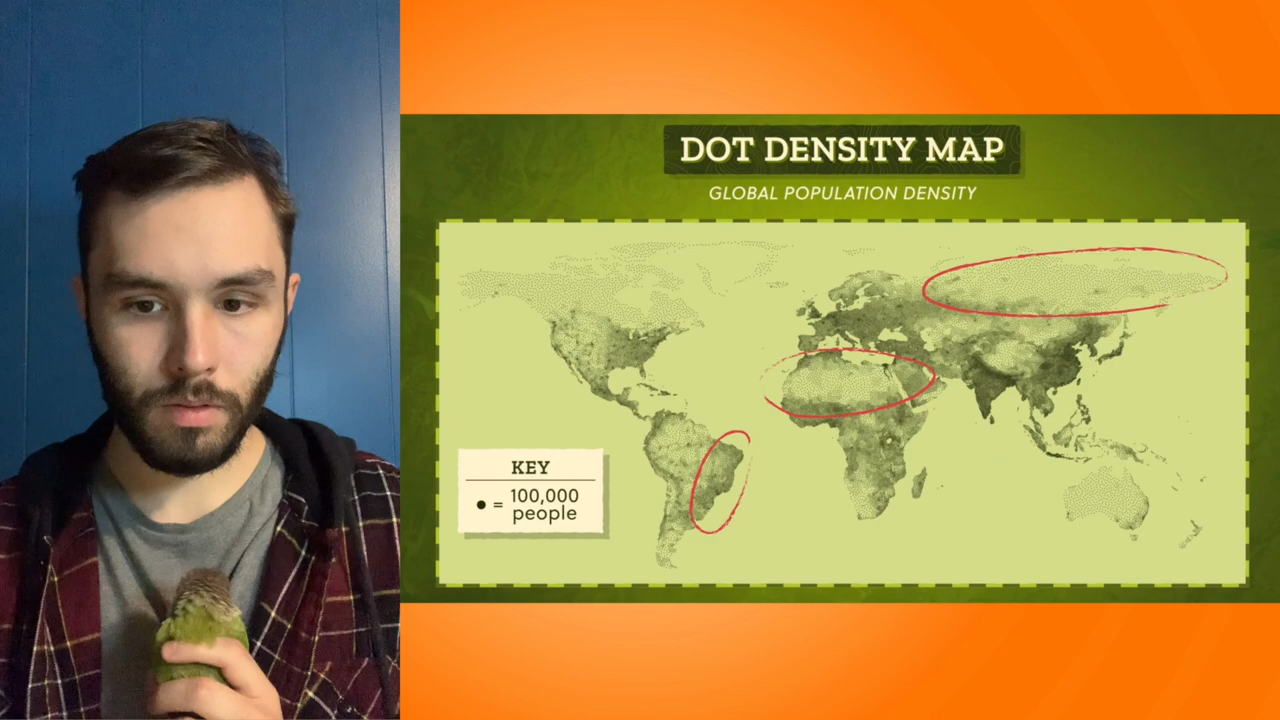 DOT DENSITY MAP
GLOBAL POPULATION DENSITY
KEY
= 100,000
people